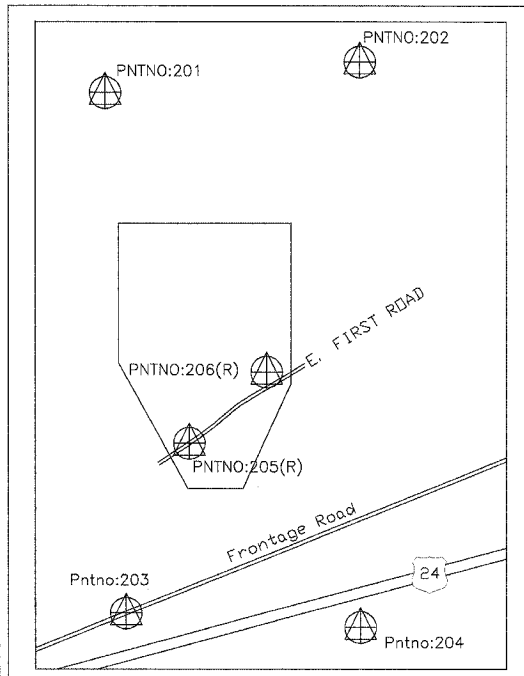 PNTNO:202
PNTNO:201
E. FIRST ROAD
PNTNO:206(R)
PNTNO:205(R)
Frontage Road
24
Pntno:203
Pntno:204